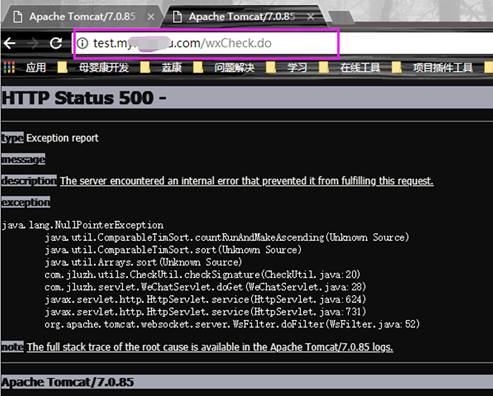 Apache Tomcat/7.0.85
Apache Tomcat/7.0.85
test.my u.com/wxCheck.do
应用 母婴康开发 蓝康 问题解决 学习 在线工具 项目插件工具
HTTP Status 500 -
type Exception report
message
description The server encountered an internal error that prevented it from fulfilling this request.
exception
java.lang.NullPointerException
java.util.ComparableTimSort.countRunAndMakeAscending(Unknown Source)
java.util.ComparableTimSort.sort(Unknown Source)
java.util.Arrays.sort(Unknown Source)
com.jluzh.utils.CheckUtil.checkSignature(CheckUtil.java:20)
com.jluzh.servlet.WeChatServlet.doGet(WeChatServlet.java:28)
javax.servlet.http.HttpServlet.service(HttpServlet.java:624)
javax.servlet.http.HttpServlet.service(HttpServlet.java:731)
org.apache.tomcat.websocket.server.WsFilter.doFilter(WsFilter.java:52)
note The full stack trace of the root cause is available in the Apache Tomcat/7.0.85 logs.
Apache Tomcat/7.0.85